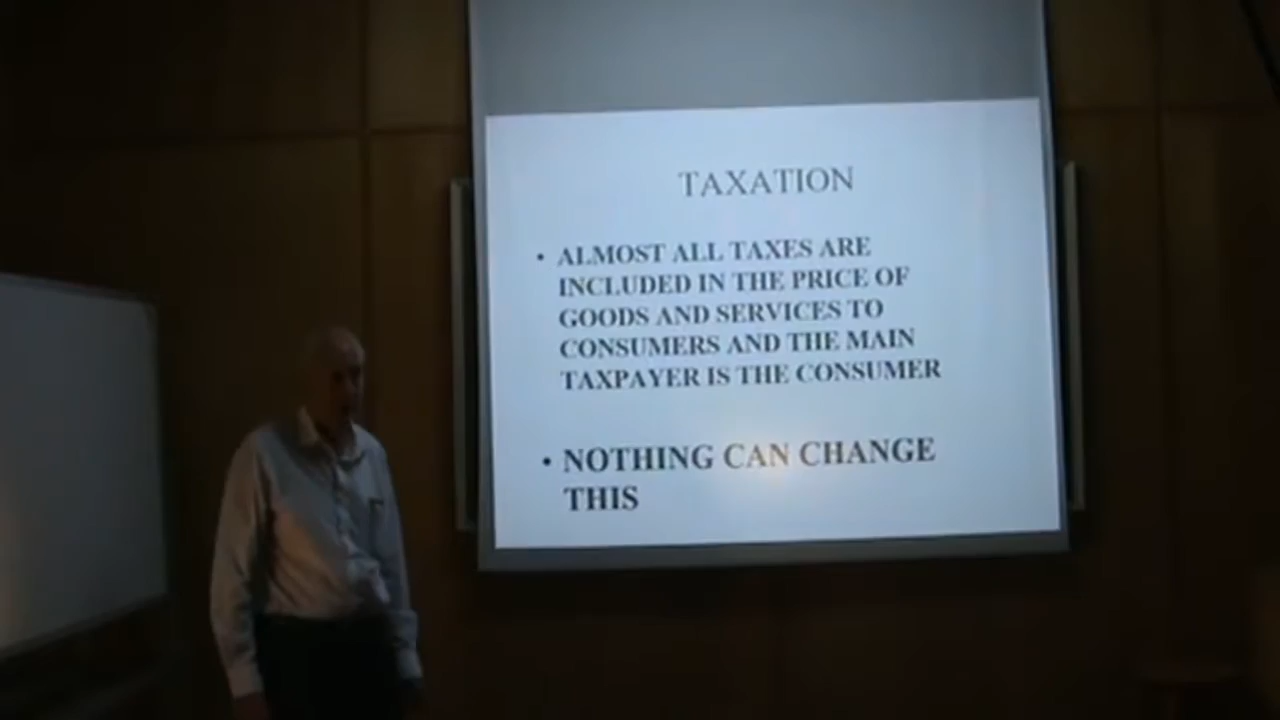 TAXATION
• ALMOST ALL TAXES ARE
INCLUDED IN THE PRICE OF
GOODS AND SERVICES TO
CONSUMERS AND THE MAIN
TAXPAYER IS THE CONSUMER
• NOTHING CAN CHANGE
THIS